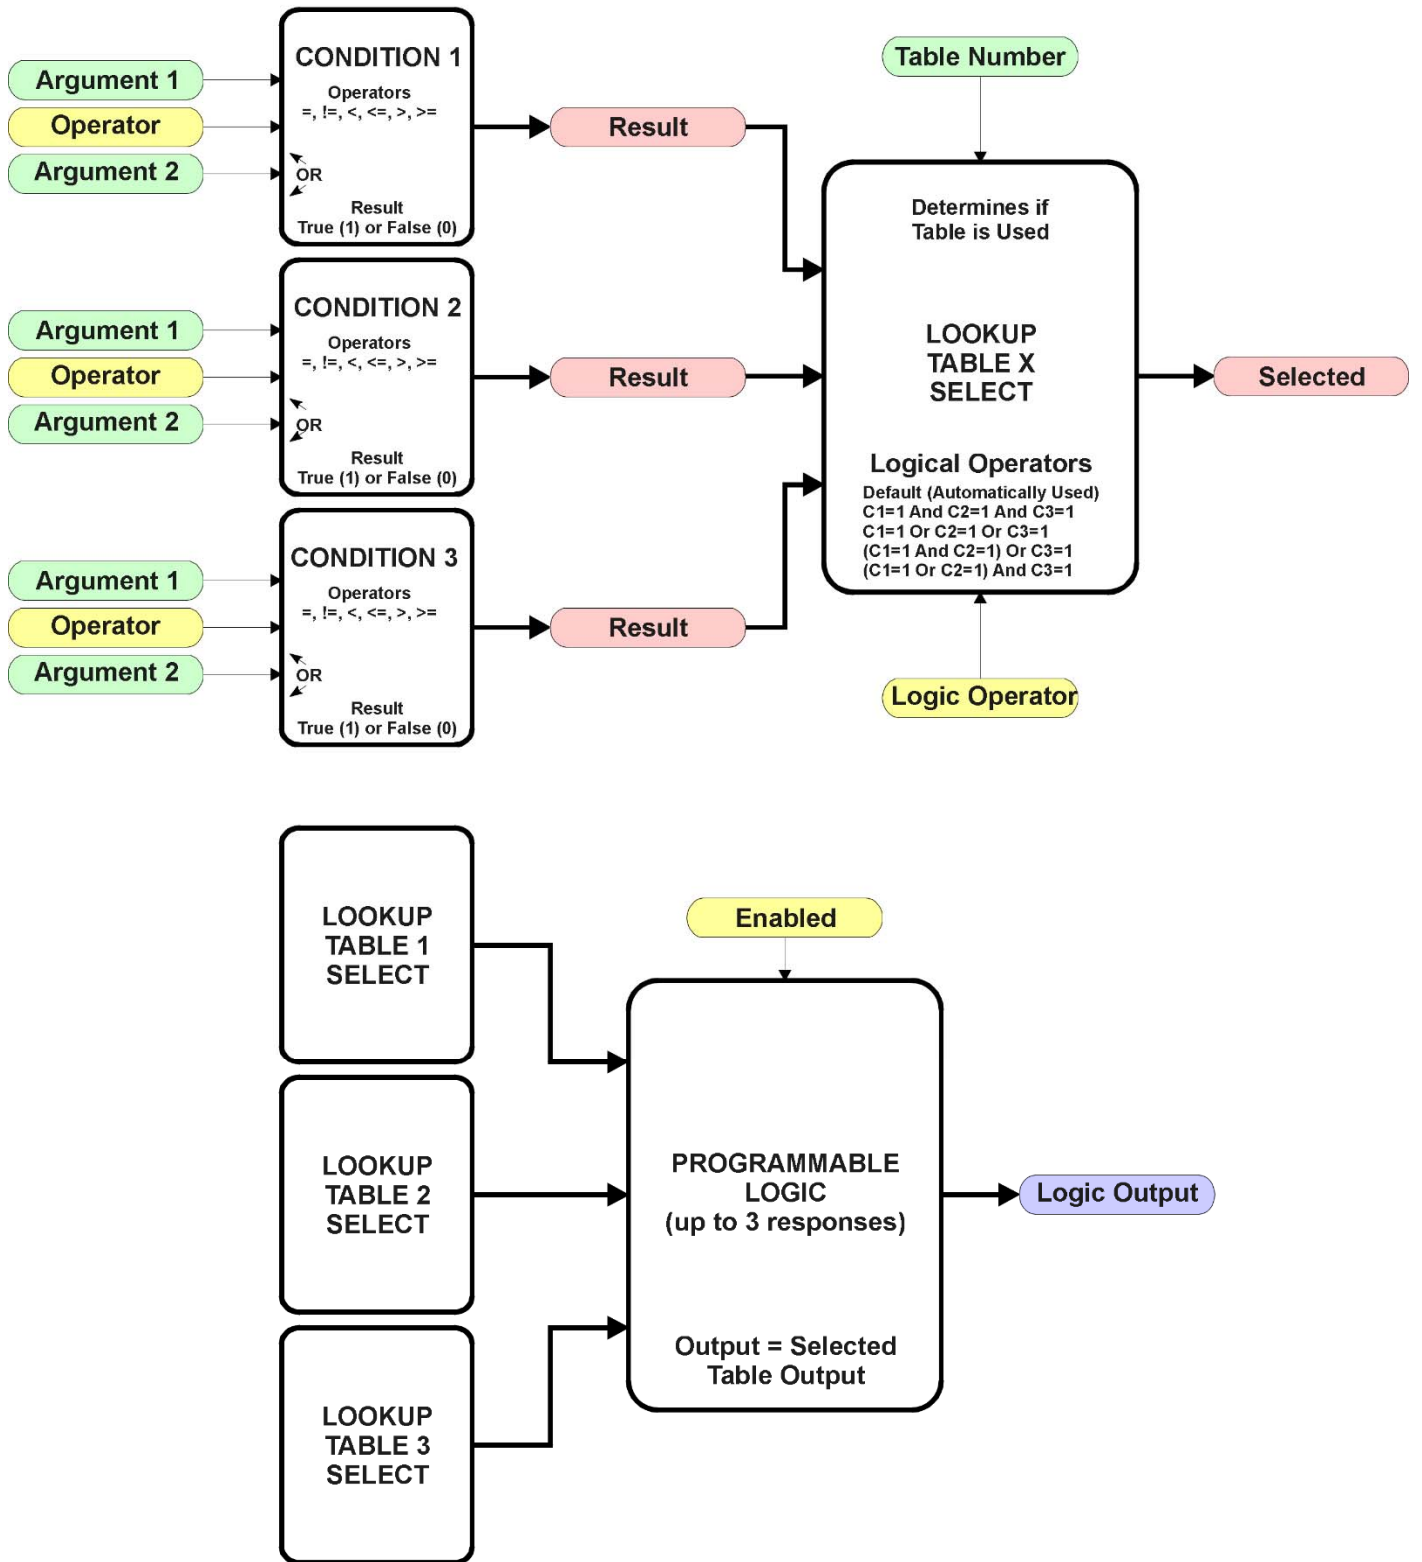 Argument 1
Operator
Argument 2
CONDITION 1
Operators
=, !=, <, <=, >, >=
OR
Result
True (1) or False (0)
Result
Argument 1
Operator
Argument 2
CONDITION 2
Operators
=, !=, <, <=, >, >=
OR
Result
True (1) or False (0)
Result
Argument 1
Operator
Argument 2
CONDITION 3
Operators
=, !=, <, <=, >, >=
OR
Result
True (1) or False (0)
Result
Table Number
Determines if
Table is Used
LOOKUP
TABLE X
SELECT
Logical Operators
Default (Automatically Used)
C1=1 And C2=1 And C3=1
C1=1 Or C2=1 Or C3=1
(C1=1 And C2=1) Or C3=1
(C1=1 Or C2=1) And C3=1
Logic Operator
Selected
LOOKUP
TABLE 1
SELECT
LOOKUP
TABLE 2
SELECT
LOOKUP
TABLE 3
SELECT
Enabled
PROGRAMMABLE
LOGIC
(up to 3 responses)
Output = Selected
Table Output
Logic Output